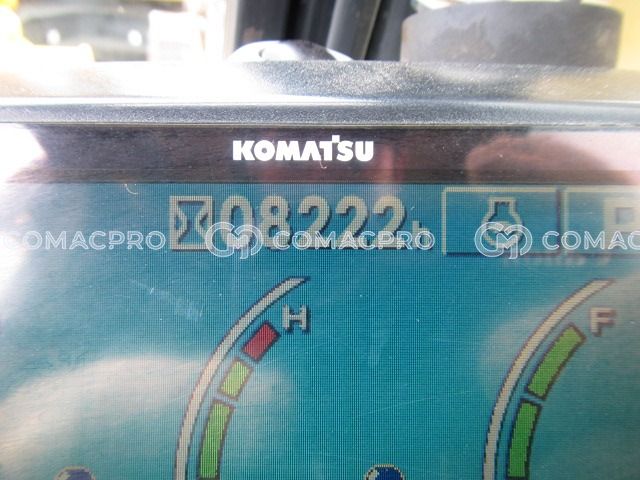 KOMATSU
08222h
COMACPRO COMACPRO COMACPRO
H F